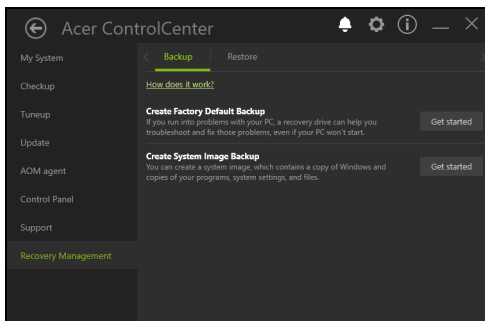 Acer ControlCenter
My System
Checkup
Tuneup
Update
AOM agent
Control Panel
Support
Recovery Management
Backup
Restore
How does it work?
Create Factory Default Backup
If you run into problems with your PC, a recovery drive can help you
troubleshoot and fix those problems, even if your PC won't start.
Get started
Create System Image Backup
You can create a system image, which contains a copy of Windows and
copies of your programs, system settings, and files.
Get started